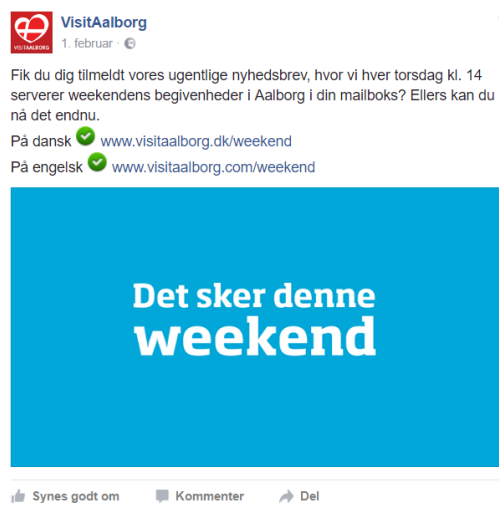 VISITAALBORG
VisitAalborg
1. februar ·
Fik du dig tilmeldt vores ugentlige nyhedsbrev, hvor vi hver torsdag kl. 14
serverer weekendens begivenheder i Aalborg i din mailboks? Ellers kan du
nå det endnu.
På dansk www.visitaalborg.dk/weekend
På engelsk www.visitaalborg.com/weekend
Det sker denne
weekend
Synes godt om Kommenter Del